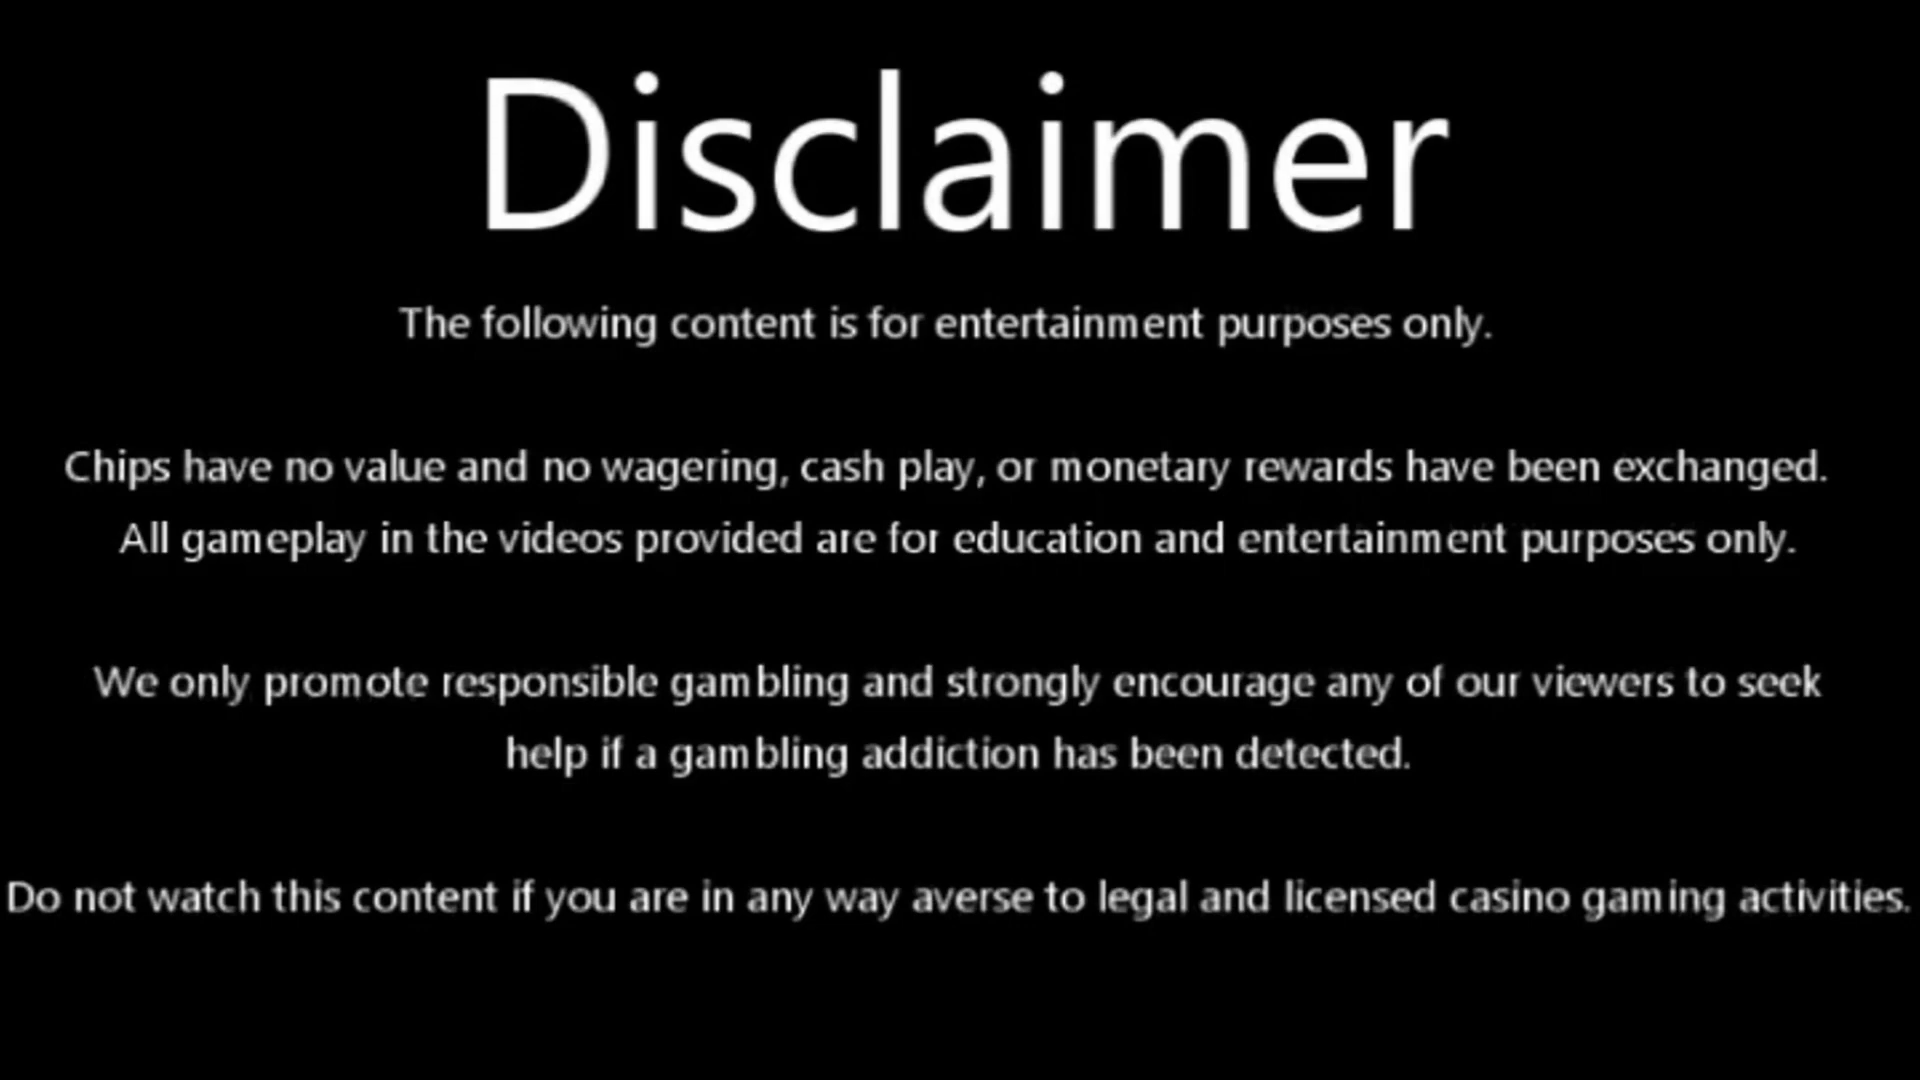 Disclaimer
The following content is for entertainment purposes only.
Chips have no value and no wagering, cash play, or monetary rewards have been exchanged.
All gameplay in the videos provided are for education and entertainment purposes only.
We only promote responsible gambling and strongly encourage any of our viewers to seek
help if a gambling addiction has been detected.
Do not watch this content if you are in any way averse to legal and licensed casino gaming activities.